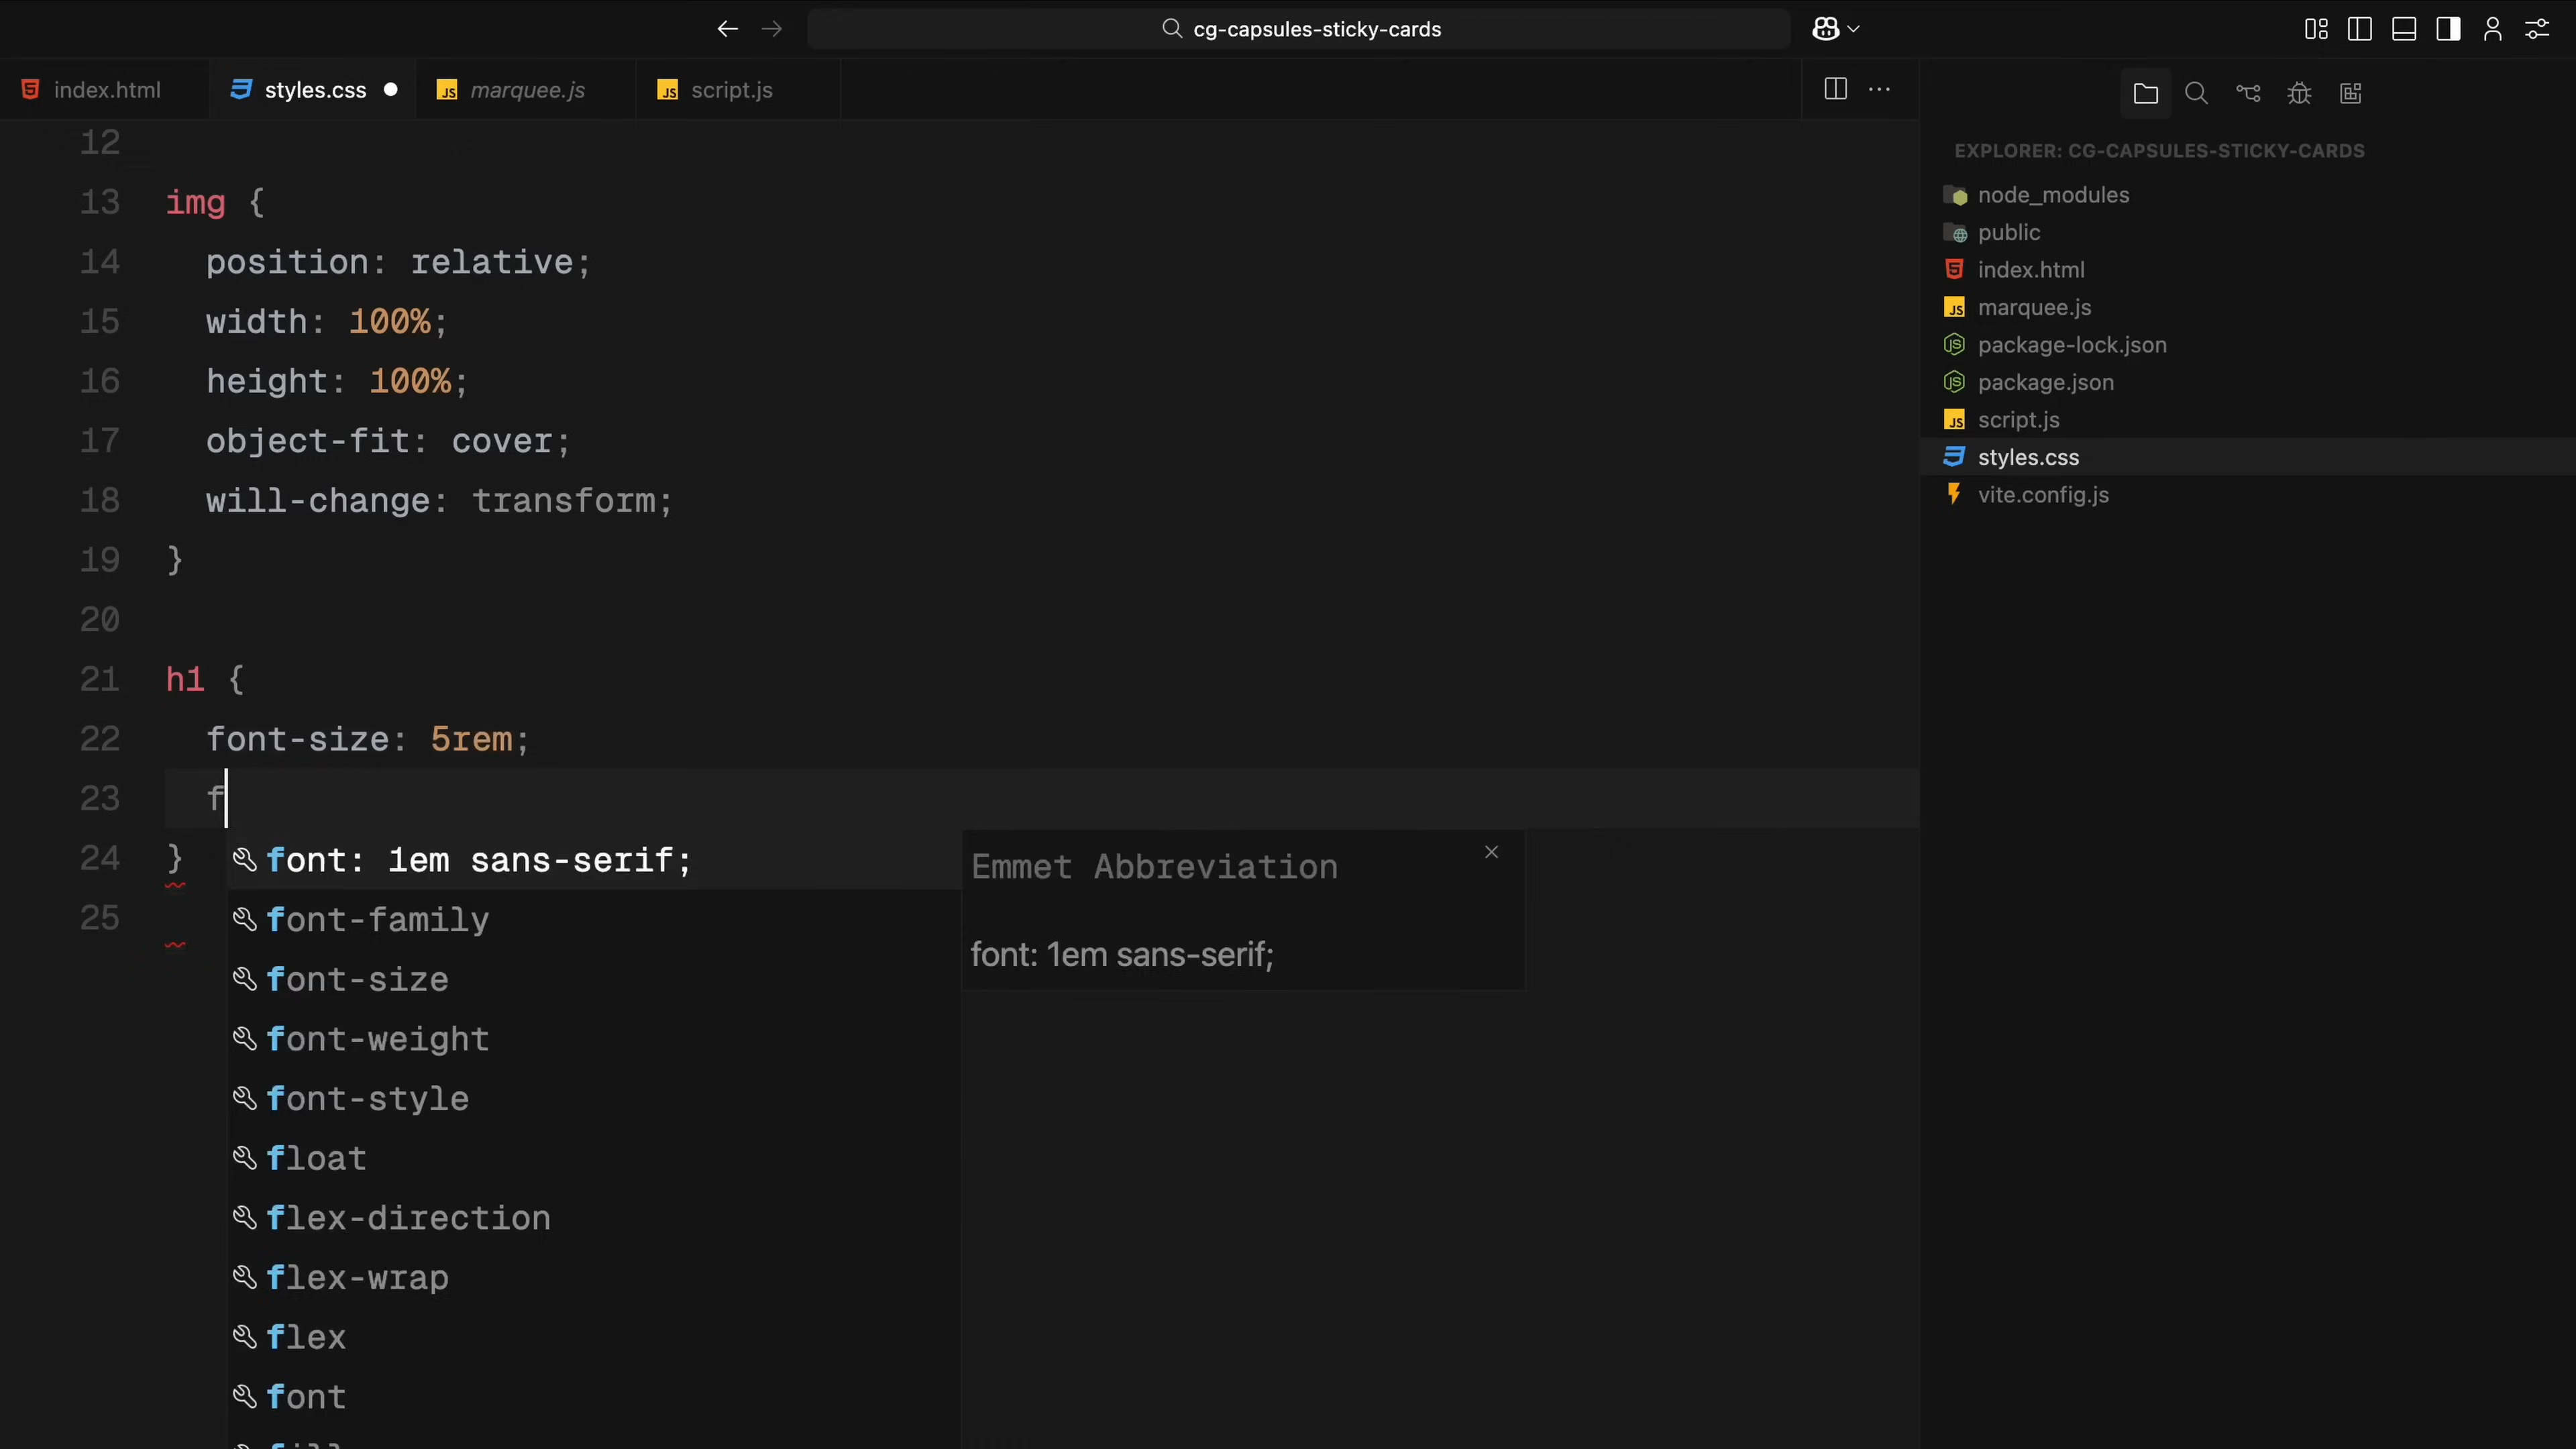 cg-capsules-sticky-cards
index.html
styles.css
marquee.js
script.js
12
13 img {
14 position: relative;
15 width: 100%;
16 height: 100%;
17 object-fit: cover;
18 will-change: transform;
19 }
20
21 h1 {
22 font-size: 5rem;
23 f
24 }
25
font: 1em sans-serif;
font-family
font-size
font-weight
font-style
float
flex-direction
flex-wrap
flex
font
Emmet Abbreviation
font: 1em sans-serif;
EXPLORER: CG-CAPSULES-STICKY-CARDS
node_modules
public
index.html
marquee.js
package-lock.json
package.json
script.js
styles.css
vite.config.js